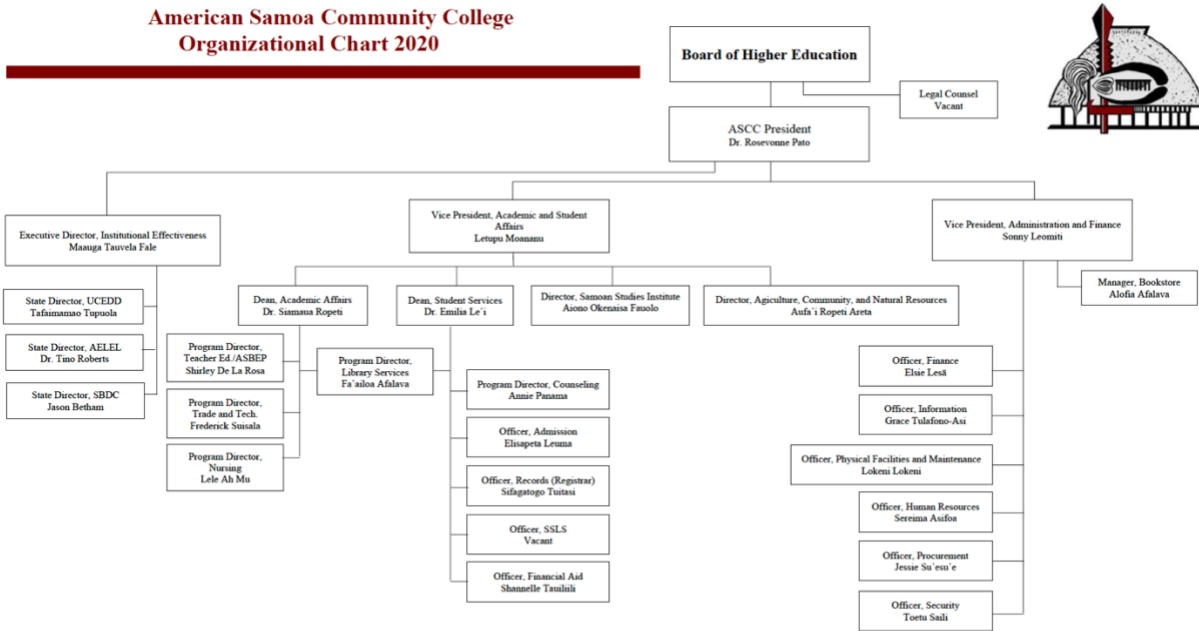 American Samoa Community College
Organizational Chart 2020
Board of Higher Education
Legal Counsel
Vacant
ASCC President
Dr. Rosevonne Pato
Executive Director, Institutional Effectiveness
Maauga Tauvela Fale
Vice President, Academic and Student
Affairs
Letupu Moananu
Vice President, Administration and Finance
Sonny Leomiti
Manager, Bookstore
Alofia Afalava
State Director, UCEDD
Tafaimamao Tupuola
State Director, AELEL
Dr. Tino Roberts
State Director, SBDC
Jason Betham
Dean, Academic Affairs
Dr. Siamaua Ropeti
Dean, Student Services
Dr. Emilia Le`i
Director, Samoan Studies Institute
Aiono Okenaisa Fauolo
Director, Agiculture, Community, and Natural Resources
Aufa`i Ropeti Areta
Program Director,
Teacher Ed./ASBEP
Shirley De La Rosa
Program Director,
Trade and Tech.
Frederick Suisala
Program Director,
Nursing
Lele Ah Mu
Program Director,
Library Services
Fa`ailoa Afalava
Program Director, Counseling
Annie Panama
Officer, Admission
Elisapeta Leuma
Officer, Records (Registrar)
Sifagatogo Tuitasi
Officer, SSLS
Vacant
Officer, Financial Aid
Shannelle Tauiliili
Officer, Finance
Elsie Lesā
Officer, Information
Grace Tulafono-Asi
Officer, Physical Facilities and Maintenance
Lokeni Lokeni
Officer, Human Resources
Sereima Asifoa
Officer, Procurement
Jessie Su`esu`e
Officer, Security
Toetu Saili